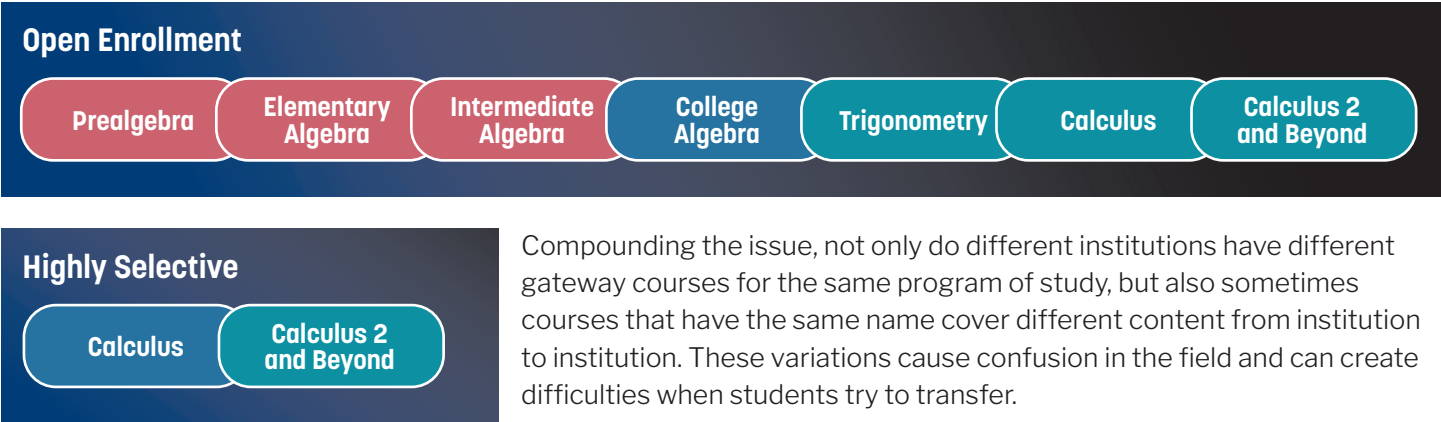 Open Enrollment
Prealgebra
Elementary
Algebra
Intermediate
Algebra
College
Algebra
Trigonometry
Calculus
Calculus 2
and Beyond
Highly Selective
Calculus
Calculus 2
and Beyond
Compounding the issue, not only do different institutions have different
gateway courses for the same program of study, but also sometimes
courses that have the same name cover different content from institution
to institution. These variations cause confusion in the field and can create
difficulties when students try to transfer.